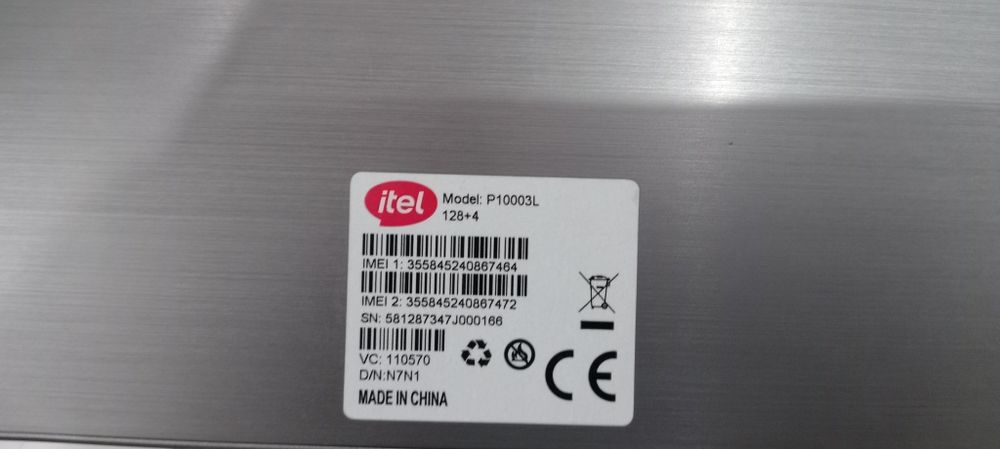 itel
Model: P10003L
128+4
IMEI 1: 355845240867464
IMEI 2: 355845240867472
SN: 581287347J000166
VC: 110570
D/N:N7N1
MADE IN CHINA
CE